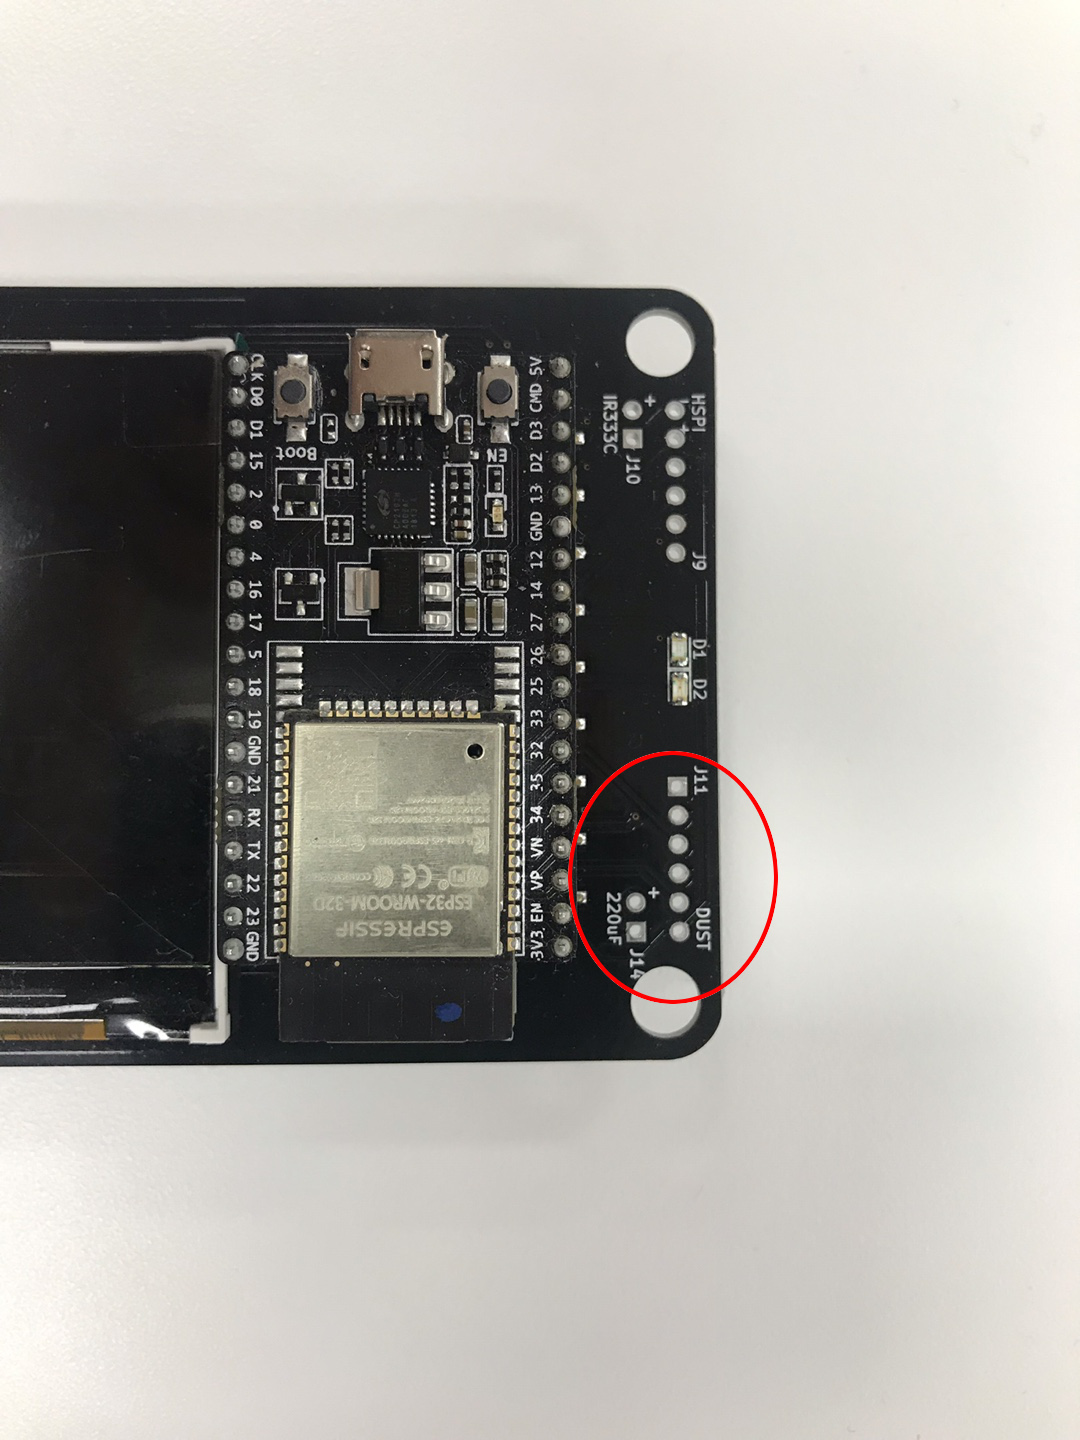 CLK
D0
D1
15
2
0
4
16
17
5
18
19
GND
21
RX
TX
22
23
GND
Boot
EN
5V
CMD
D3
D2
13
GND
12
14
27
26
25
33
32
35
34
VN
VP
EN
3V3
ESPRESSIF
ESP32-WROOM-32D
IR333C
+
J10
HSPI
J9
D1
D2
J11
DUST
+
220uF
J14